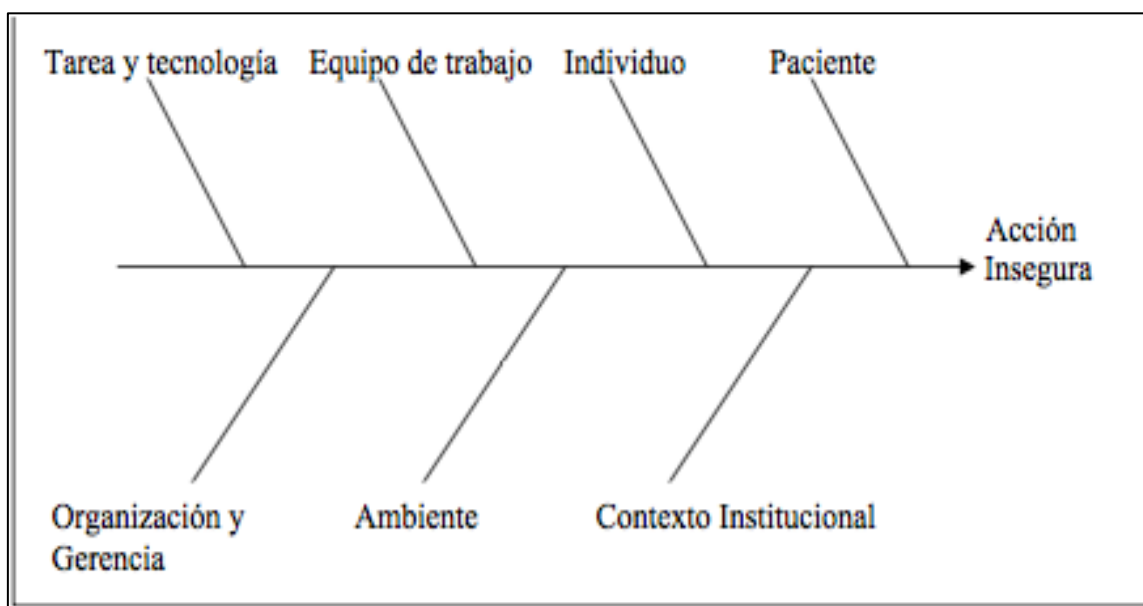 Tarea y tecnología
Equipo de trabajo
Individuo
Paciente
Acción
Insegura
Organización y
Gerencia
Ambiente
Contexto Institucional